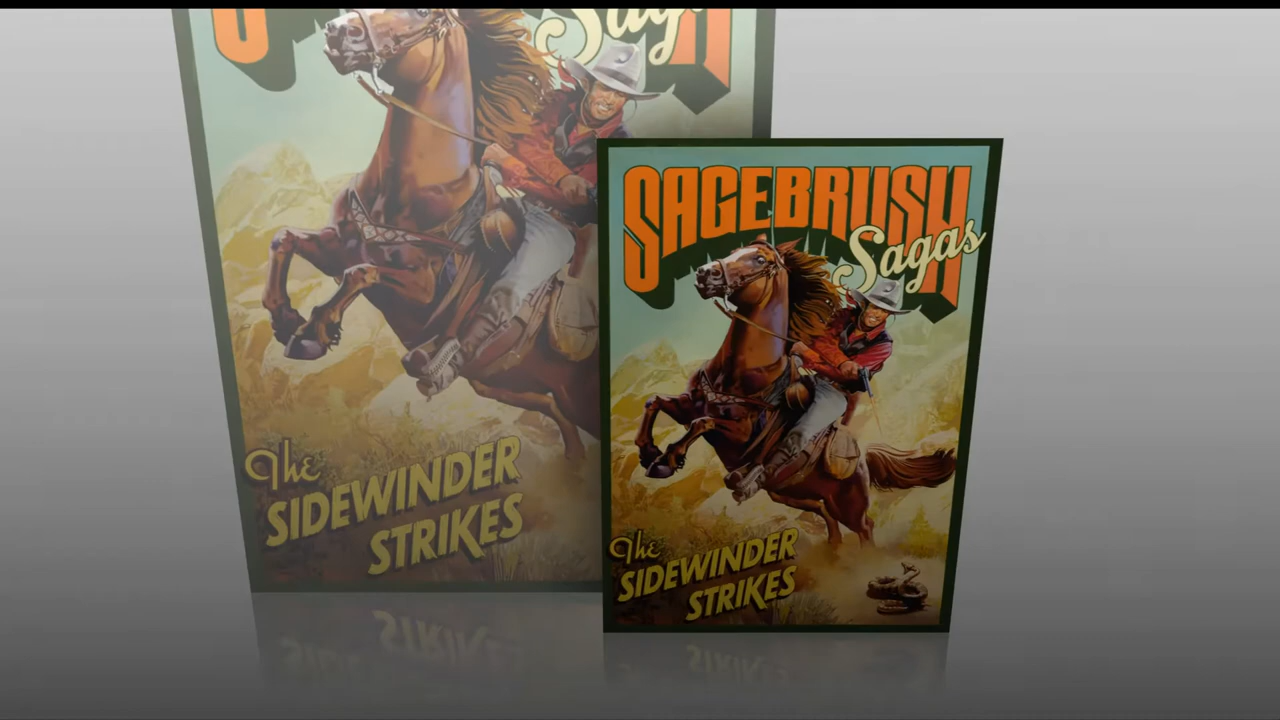 SAGEBRUSH
Sagas
The
SIDEWINDER
STRIKES
The
SIDEWINDER
STRIKES